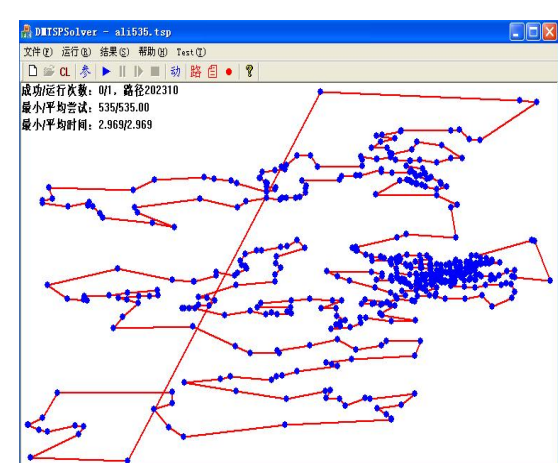 DMTSPSolver - ali535.tsp
文件(F) 运行(R) 结果(S) 帮助(H) Test(T)
CL 参 动 路 ?
成功/运行次数: 0/1, 路径202310
最小/平均尝试: 535/535.00
最小/平均时间: 2.969/2.969